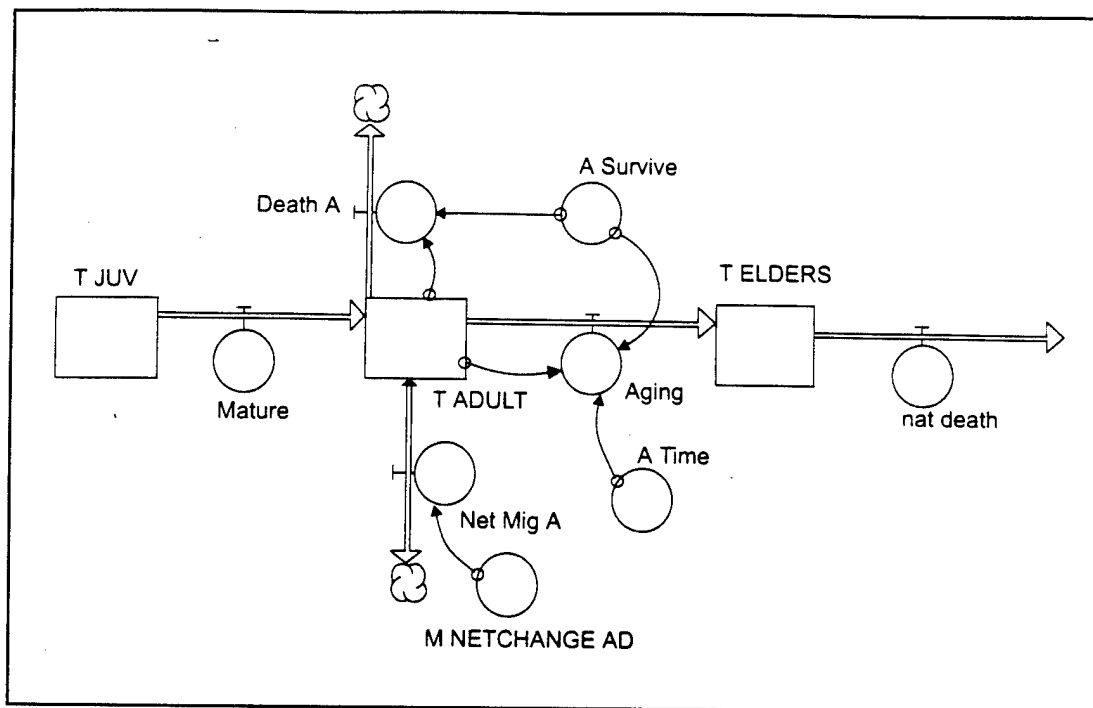 A Survive
Death A
T JUV
T ELDERS
Mature
T ADULT
Aging
nat death
A Time
Net Mig A
M NETCHANGE AD